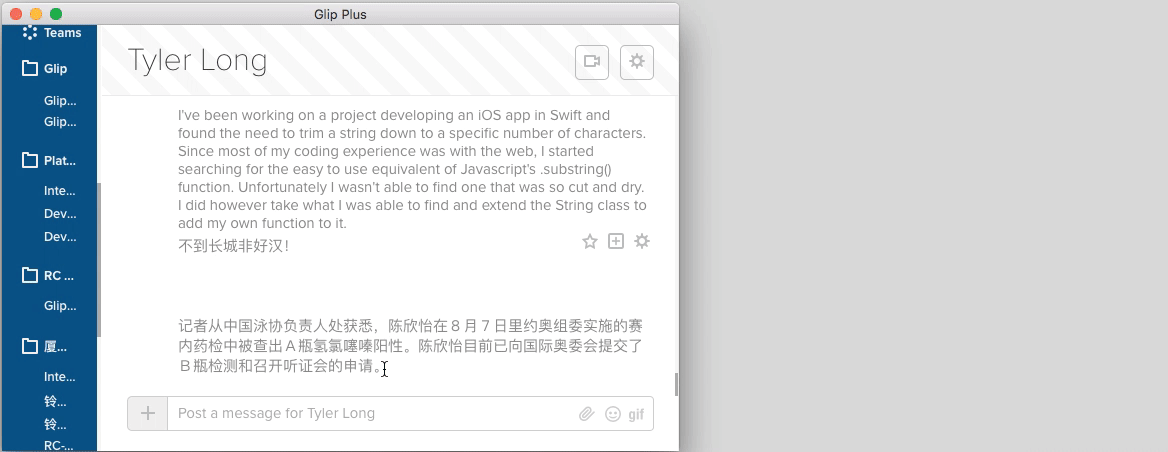 Glip Plus
Teams
Glip
Glip...
Glip...
Plat...
Inte...
Dev...
Dev...
RC ...
Glip...
厦...
Inte...
铃...
铃...
RC-...
Tyler Long
I've been working on a project developing an iOS app in Swift and
found the need to trim a string down to a specific number of characters.
Since most of my coding experience was with the web, I started
searching for the easy to use equivalent of Javascript's .substring()
function. Unfortunately I wasn't able to find one that was so cut and dry.
I did however take what I was able to find and extend the String class to
add my own function to it.
不到长城非好汉！
记者从中国泳协负责人处获悉，陈欣怡在８月７日里约奥组委实施的赛
内药检中被查出Ａ瓶氢氯噻嗪阳性。陈欣怡目前已向国际奥委会提交了
Ｂ瓶检测和召开听证会的申请。
Post a message for Tyler Long
gif